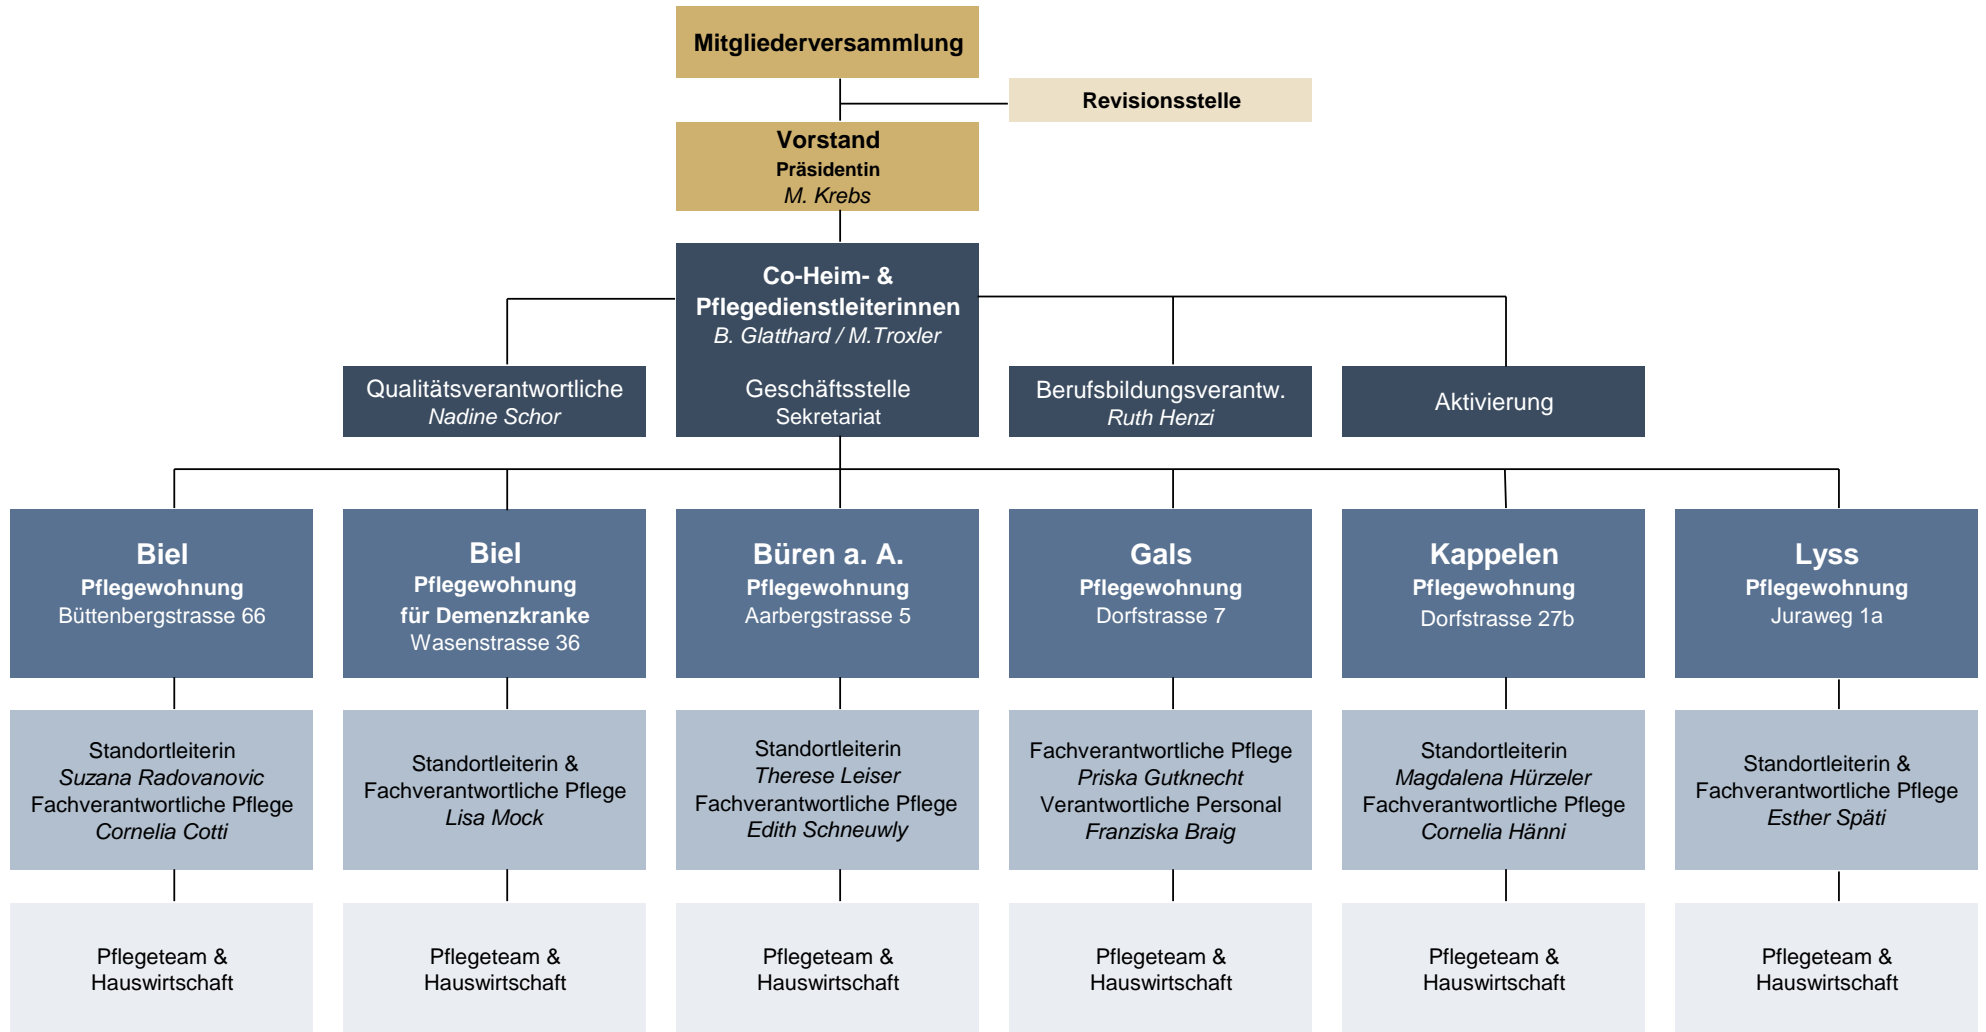 Mitgliederversammlung
Revisionsstelle
Vorstand
Präsidentin
M. Krebs
Co-Heim- &
Pflegedienstleiterinnen
B. Glatthard / M.Troxler
Geschäftsstelle
Sekretariat
Qualitätsverantwortliche
Nadine Schor
Berufsbildungsverantw.
Ruth Henzi
Aktivierung
Biel
Pflegewohnung
Büttenbergstrasse 66
Biel
Pflegewohnung
für Demenzkranke
Wasenstrasse 36
Büren a. A.
Pflegewohnung
Aarbergstrasse 5
Gals
Pflegewohnung
Dorfstrasse 7
Kappelen
Pflegewohnung
Dorfstrasse 27b
Lyss
Pflegewohnung
Juraweg 1a
Standortleiterin
Suzana Radovanovic
Fachverantwortliche Pflege
Cornelia Cotti
Standortleiterin &
Fachverantwortliche Pflege
Lisa Mock
Standortleiterin
Therese Leiser
Fachverantwortliche Pflege
Edith Schneuwly
Fachverantwortliche Pflege
Priska Gutknecht
Verantwortliche Personal
Franziska Braig
Standortleiterin
Magdalena Hürzeler
Fachverantwortliche Pflege
Cornelia Hänni
Standortleiterin &
Fachverantwortliche Pflege
Esther Späti
Pflegeteam &
Hauswirtschaft
Pflegeteam &
Hauswirtschaft
Pflegeteam &
Hauswirtschaft
Pflegeteam &
Hauswirtschaft
Pflegeteam &
Hauswirtschaft
Pflegeteam &
Hauswirtschaft